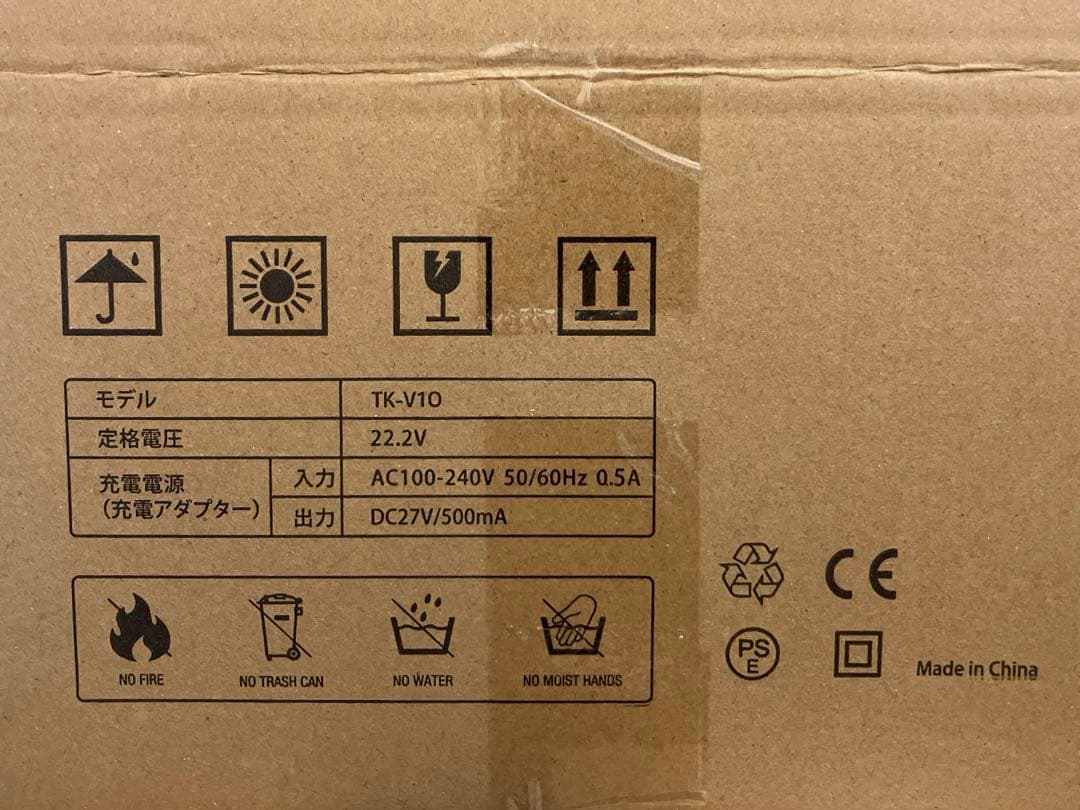 モデル TK-V10
定格電圧 22.2V
充電電源
(充電アダプター)
入力 AC100-240V 50/60Hz 0.5A
出力 DC27V/500mA
NO FIRE NO TRASH CAN NO WATER NO MOIST HANDS
CE
PS
E
Made in China